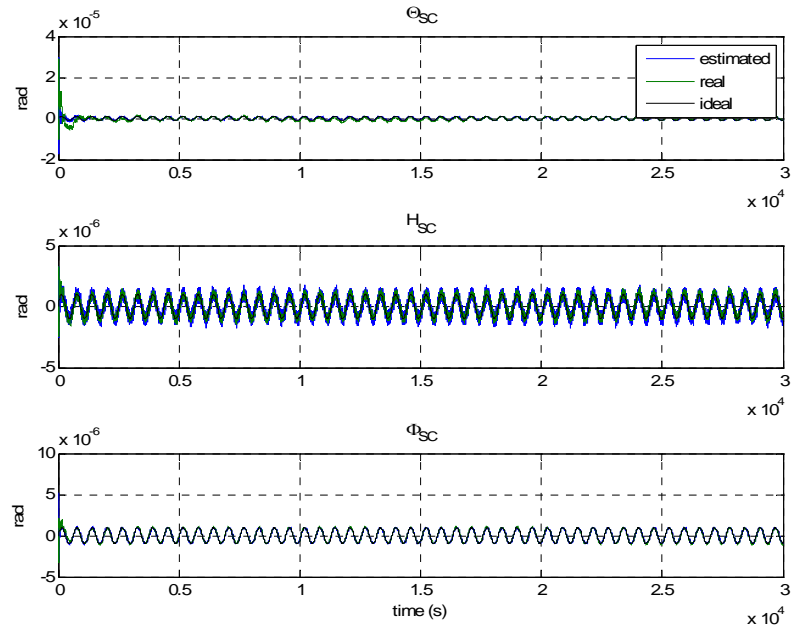 Θ_SC
x 10^-5
4
2
0
-2
rad
estimated
real
ideal
0 0.5 1 1.5 2 2.5 3
x 10^4
H_SC
x 10^-6
5
0
-5
rad
0 0.5 1 1.5 2 2.5 3
x 10^4
Φ_SC
x 10^-6
10
5
0
-5
rad
0 0.5 1 1.5 2 2.5 3
time (s)
x 10^4